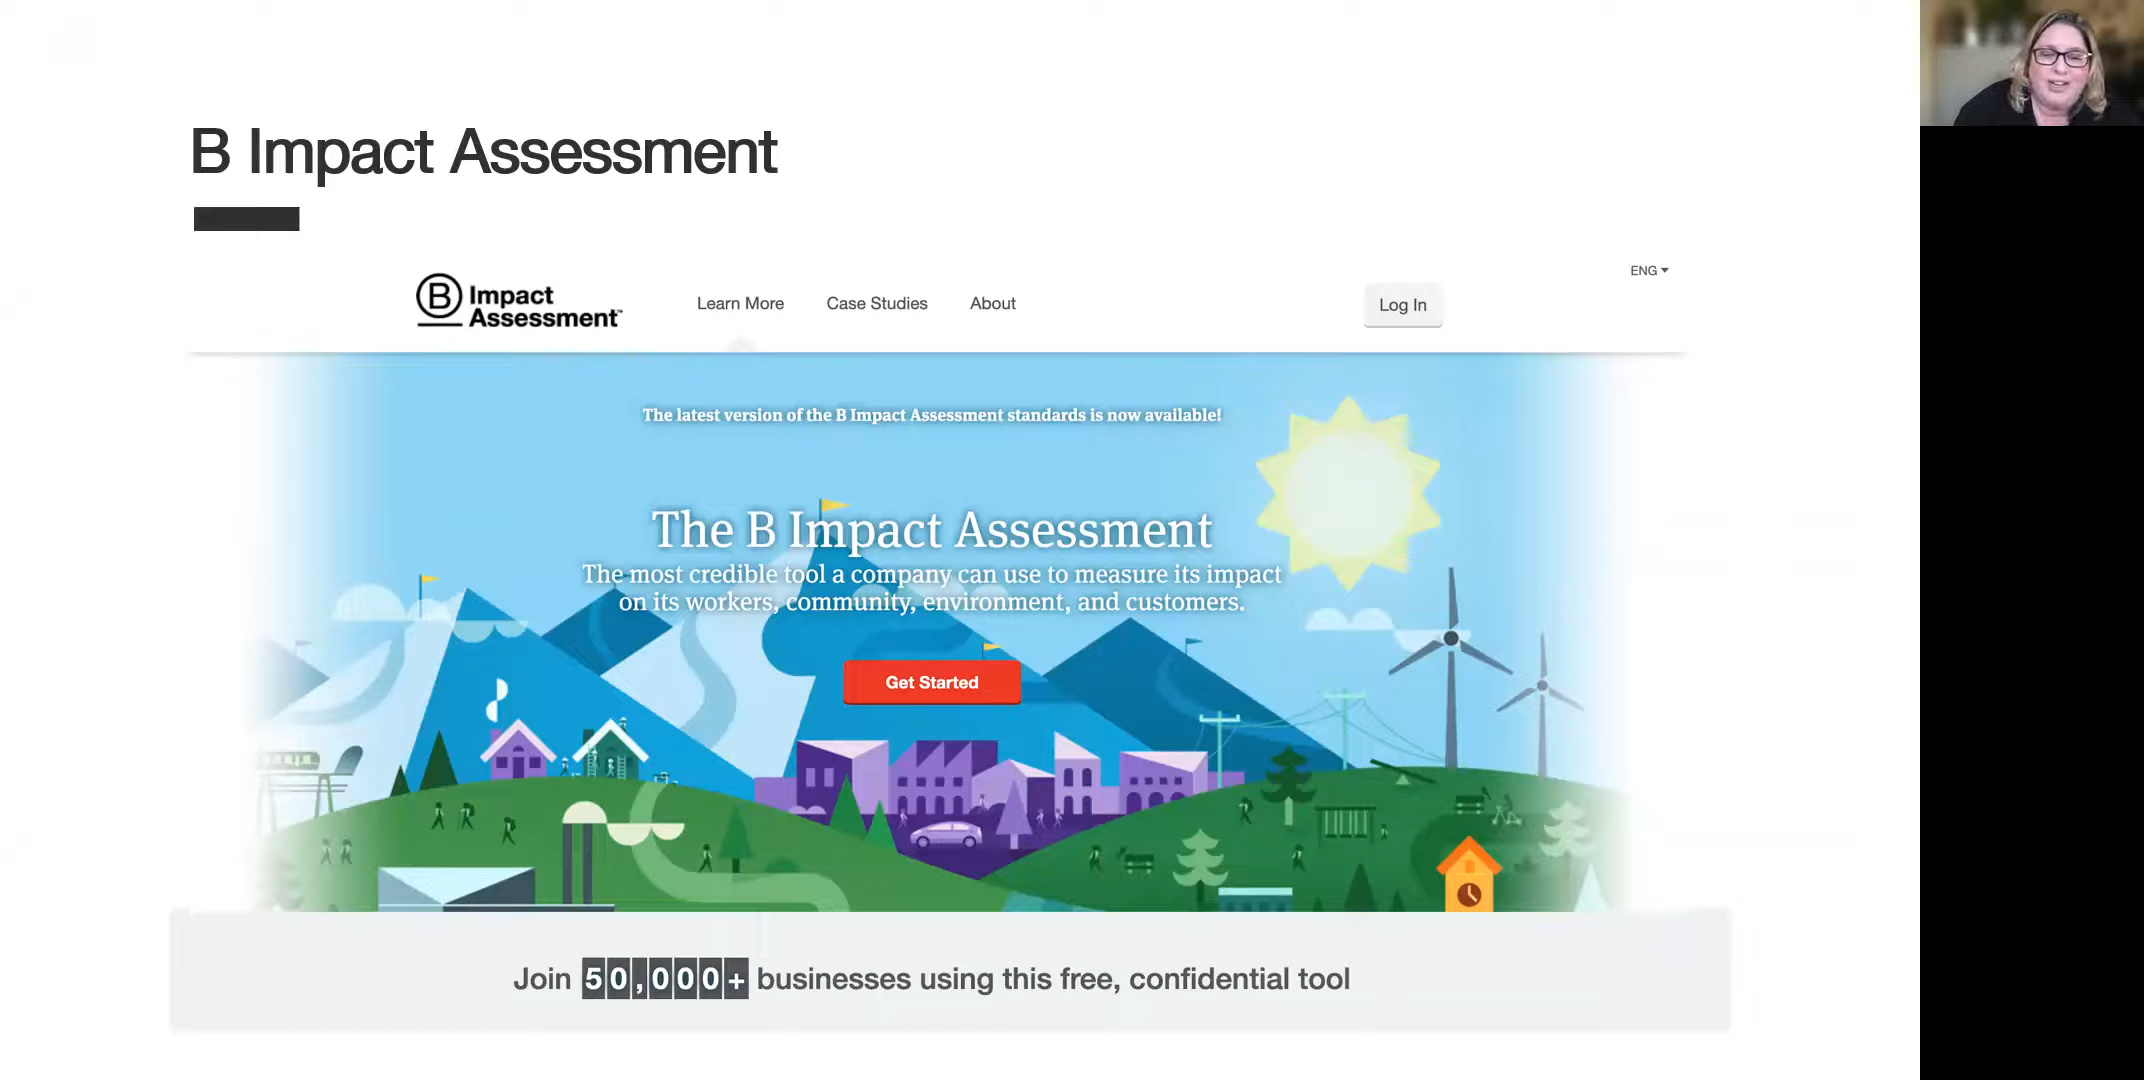 B Impact Assessment
ENG
B Impact
Assessment™
Learn More
Case Studies
About
Log In
The latest version of the B Impact Assessment standards is now available!
The B Impact Assessment
The most credible tool a company can use to measure its impact
on its workers, community, environment, and customers.
Get Started
Join 50,000+ businesses using this free, confidential tool